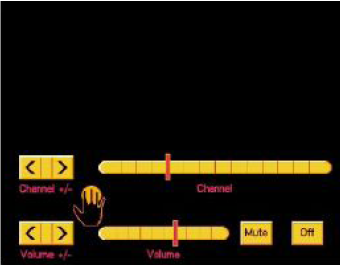 < >
Channel +/-
Channel
< >
Mute
Off
Volume +/-
Volume